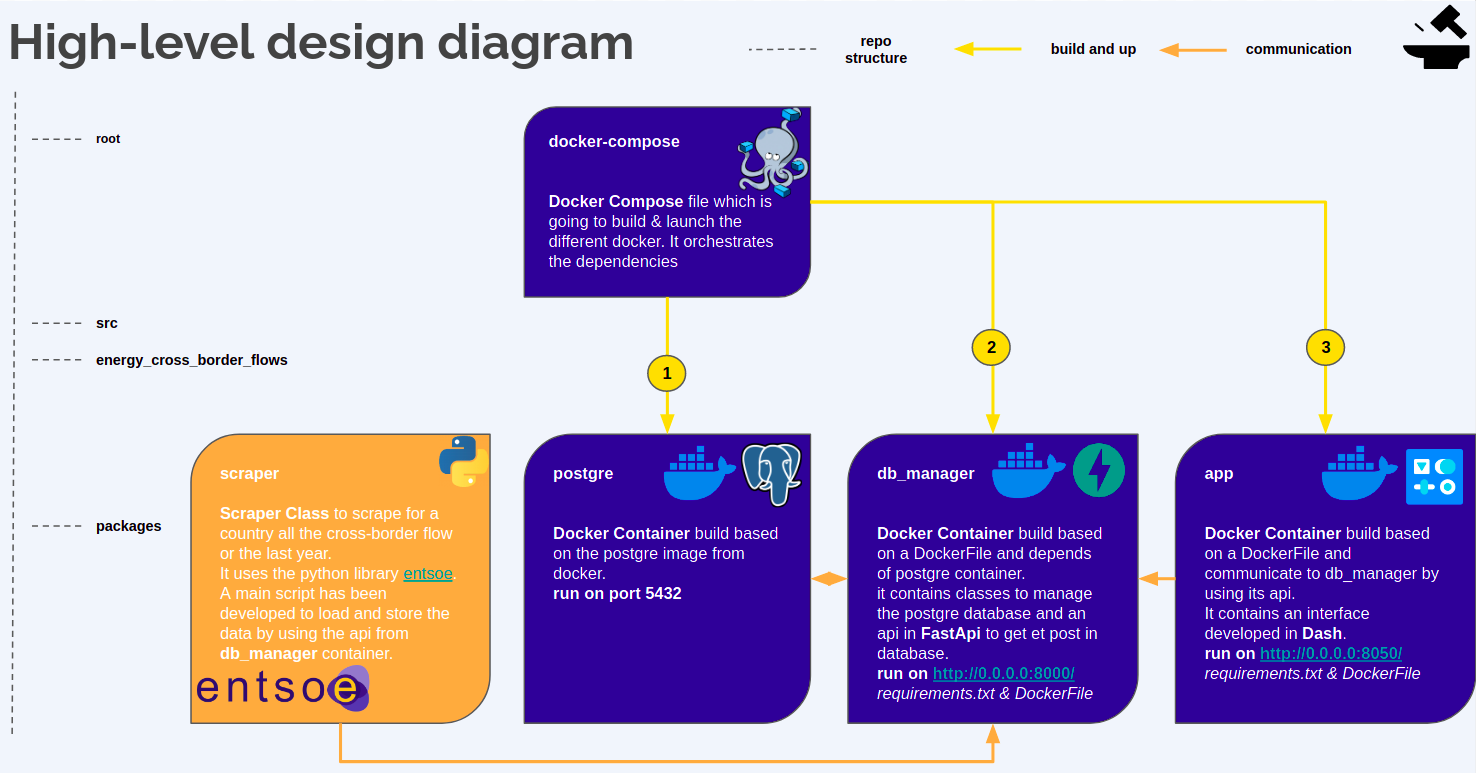 High-level design diagram
repo
structure
build and up
communication
root
docker-compose
Docker Compose file which is
going to build & launch the
different docker. It orchestrates
the dependencies
src
energy_cross_border_flows
1
2
3
packages
scraper
Scraper Class to scrape for a
country all the cross-border flow
or the last year.
It uses the python library entsoe.
A main script has been
developed to load and store the
data by using the api from
db_manager container.
entsoe
postgre
Docker Container build based
on the postgre image from
docker.
run on port 5432
db_manager
Docker Container build based
on a DockerFile and depends
of postgre container.
it contains classes to manage
the postgre database and an
api in FastApi to get et post in
database.
run on http://0.0.0.0:8000/
requirements.txt & DockerFile
app
Docker Container build based
on a DockerFile and
communicate to db_manager by
using its api.
It contains an interface
developed in Dash.
run on http://0.0.0.0:8050/
requirements.txt & DockerFile